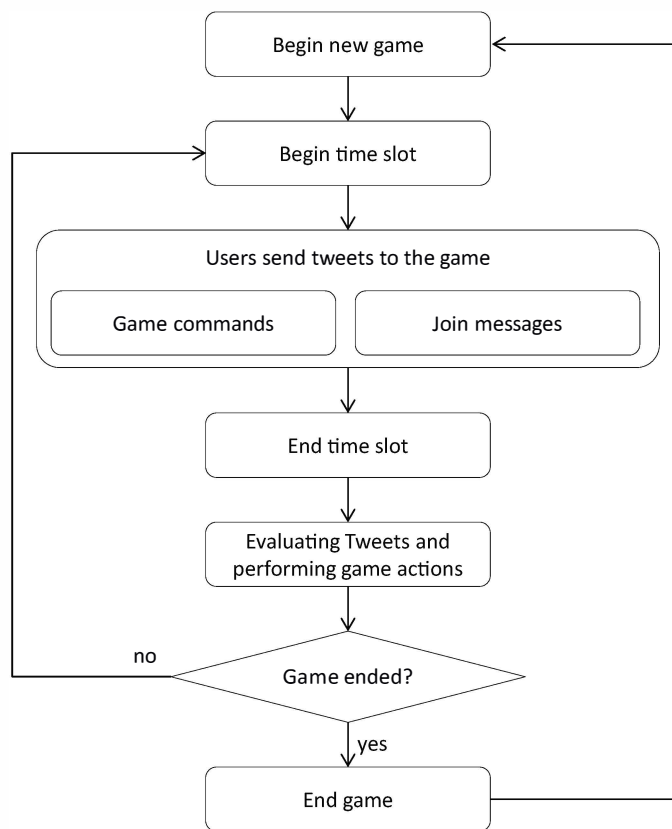 Begin new game
Begin time slot
Users send tweets to the game
Game commands
Join messages
End time slot
Evaluating Tweets and
performing game actions
Game ended?
no
yes
End game